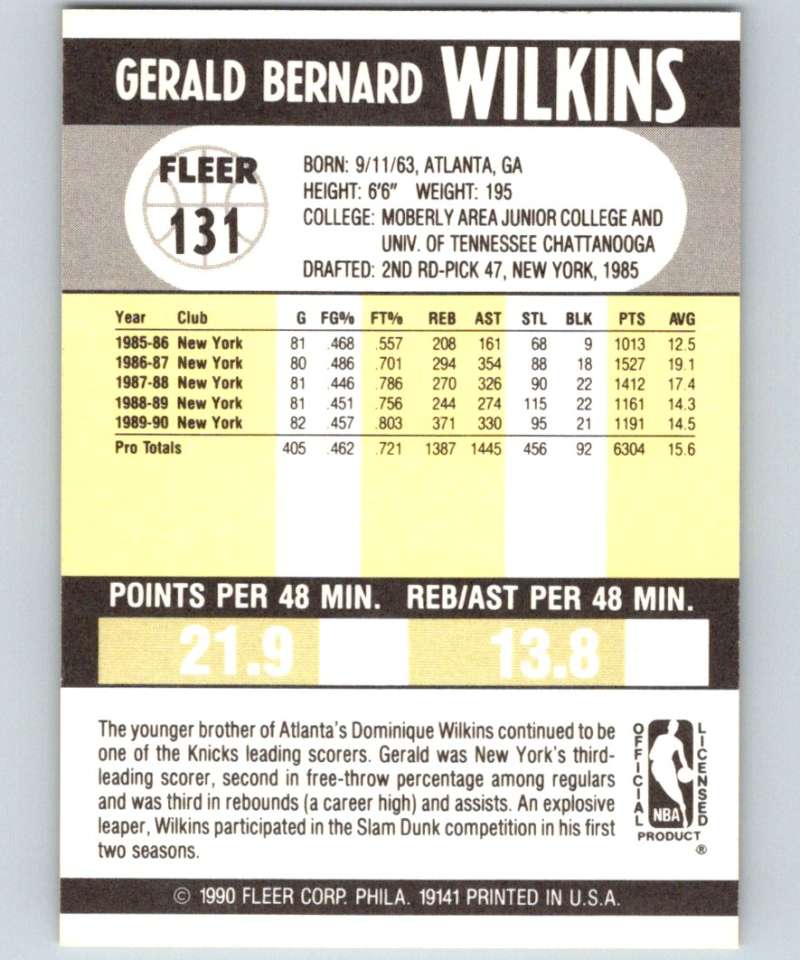 GERALD BERNARD WILKINS
FLEER
131
BORN: 9/11/63, ATLANTA, GA
HEIGHT: 6'6" WEIGHT: 195
COLLEGE: MOBERLY AREA JUNIOR COLLEGE AND
UNIV. OF TENNESSEE CHATTANOOGA
DRAFTED: 2ND RD-PICK 47, NEW YORK, 1985
Year Club G FG% FT% REB AST STL BLK PTS AVG
1985-86 New York 81 .468 .557 208 161 68 9 1013 12.5
1986-87 New York 80 .486 .701 294 354 88 18 1527 19.1
1987-88 New York 81 .446 .786 270 326 90 22 1412 17.4
1988-89 New York 81 .451 .756 244 274 115 22 1161 14.3
1989-90 New York 82 .457 .803 371 330 95 21 1191 14.5
Pro Totals 405 .462 .721 1387 1445 456 92 6304 15.6
POINTS PER 48 MIN. REB/AST PER 48 MIN.
21.9 13.8
The younger brother of Atlanta's Dominique Wilkins continued to be
one of the Knicks leading scorers. Gerald was New York's third-
leading scorer, second in free-throw percentage among regulars
and was third in rebounds (a career high) and assists. An explosive
leaper, Wilkins participated in the Slam Dunk competition in his first
two seasons.
OFFICIAL
LICENSED
NBA
PRODUCT
®
© 1990 FLEER CORP. PHILA. 19141 PRINTED IN U.S.A.